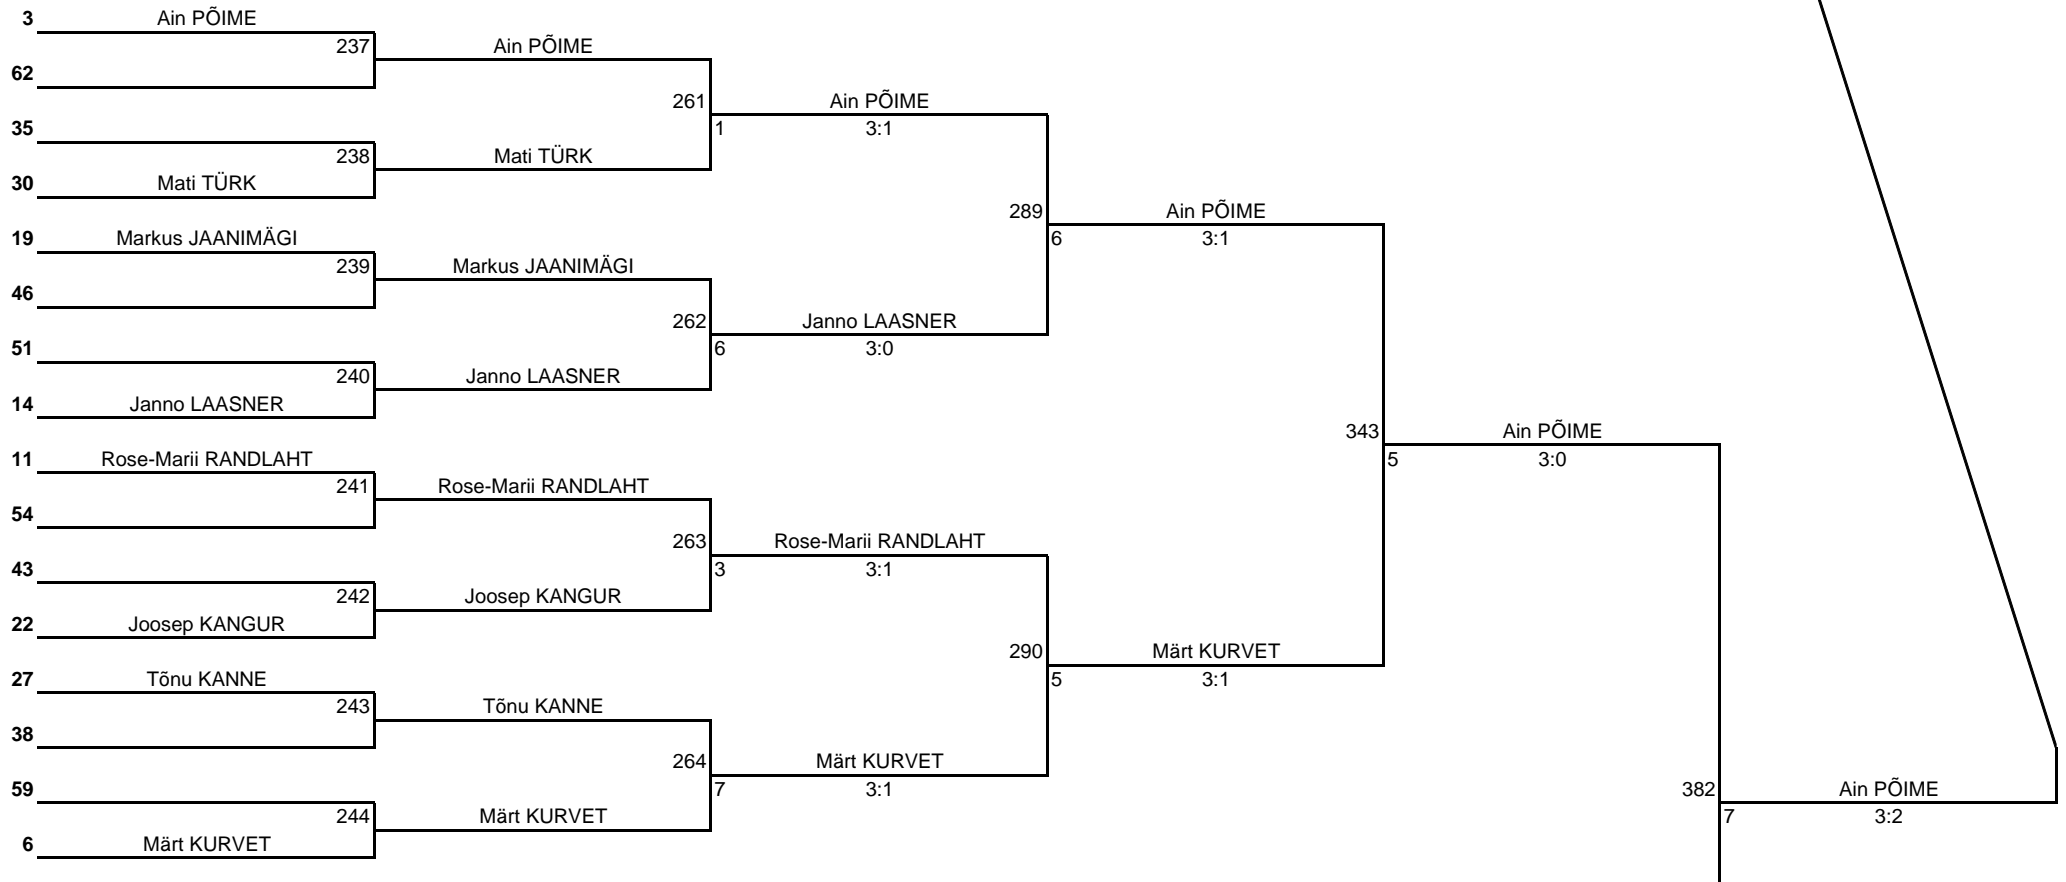 3 Ain PÕIME
237 Ain PÕIME
62
261 Ain PÕIME
35
1 3:1
238 Mati TÜRK
30 Mati TÜRK
289 Ain PÕIME
19 Markus JAANIMÄGI
6 3:1
239 Markus JAANIMÄGI
46
262 Janno LAASNER
51
6 3:0
240 Janno LAASNER
14 Janno LAASNER
343 Ain PÕIME
11 Rose-Marii RANDLAHT
5 3:0
241 Rose-Marii RANDLAHT
54
263 Rose-Marii RANDLAHT
43
3 3:1
242 Joosep KANGUR
22 Joosep KANGUR
290 Märt KURVET
27 Tõnu KANNE
5 3:1
243 Tõnu KANNE
38
264 Märt KURVET
59
7 3:1
382 Ain PÕIME
244 Märt KURVET
7 3:2
6 Märt KURVET